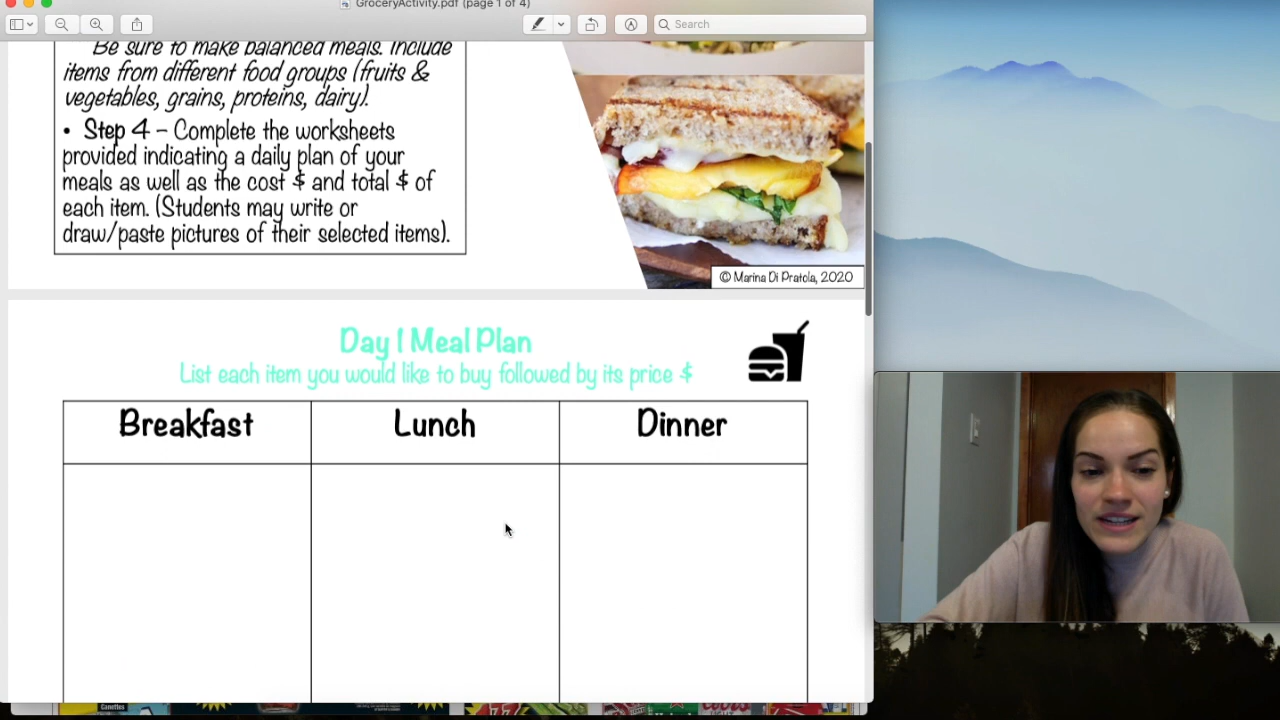 GroceryActivity.pdf (page 1 of 4)
Search
Be sure to make balanced meals. Include
items from different food groups (fruits &
vegetables, grains, proteins, dairy).
• Step 4 – Complete the worksheets
provided indicating a daily plan of your
meals as well as the cost $ and total $ of
each item. (Students may write or
draw/paste pictures of their selected items).
© Marina Di Pratola, 2020
Day 1 Meal Plan
List each item you would like to buy followed by its price $
Breakfast Lunch Dinner
Canettes